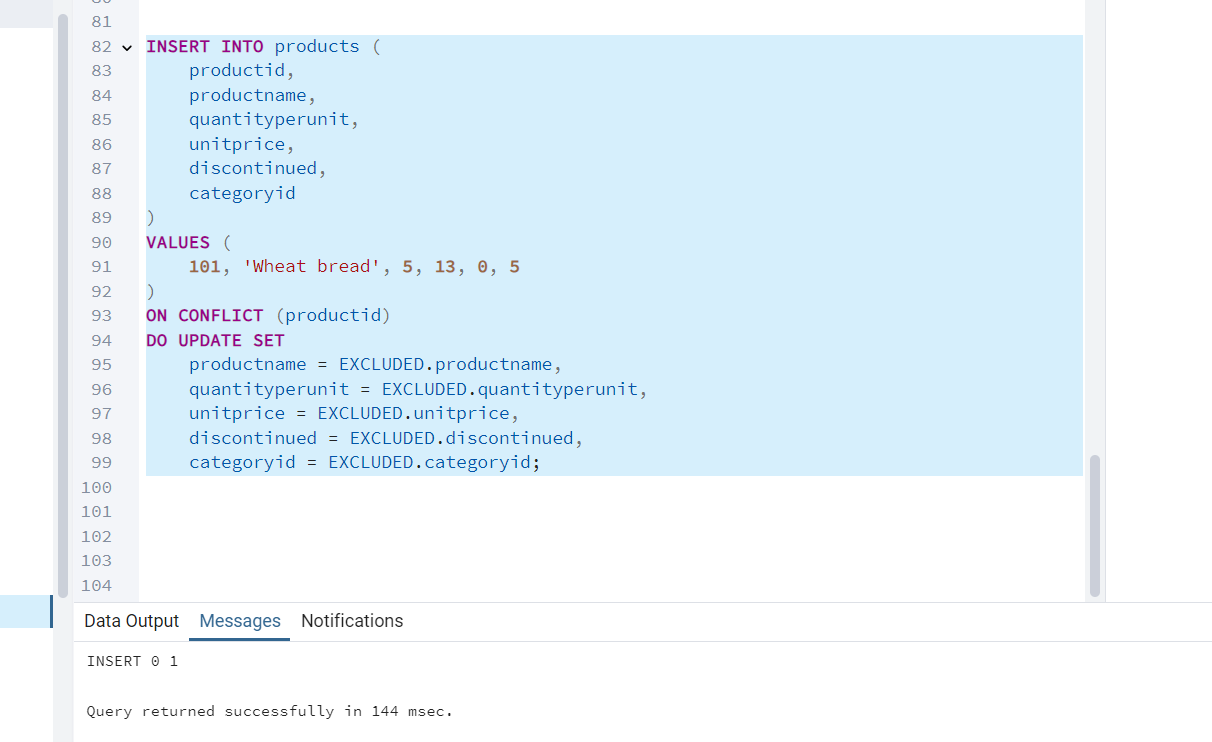 81
82 INSERT INTO products (
83 productid,
84 productname,
85 quantityperunit,
86 unitprice,
87 discontinued,
88 categoryid
89 )
90 VALUES (
91 101, 'Wheat bread', 5, 13, 0, 5
92 )
93 ON CONFLICT (productid)
94 DO UPDATE SET
95 productname = EXCLUDED.productname,
96 quantityperunit = EXCLUDED.quantityperunit,
97 unitprice = EXCLUDED.unitprice,
98 discontinued = EXCLUDED.discontinued,
99 categoryid = EXCLUDED.categoryid;
100
101
102
103
104
Data Output Messages Notifications
INSERT 0 1
Query returned successfully in 144 msec.